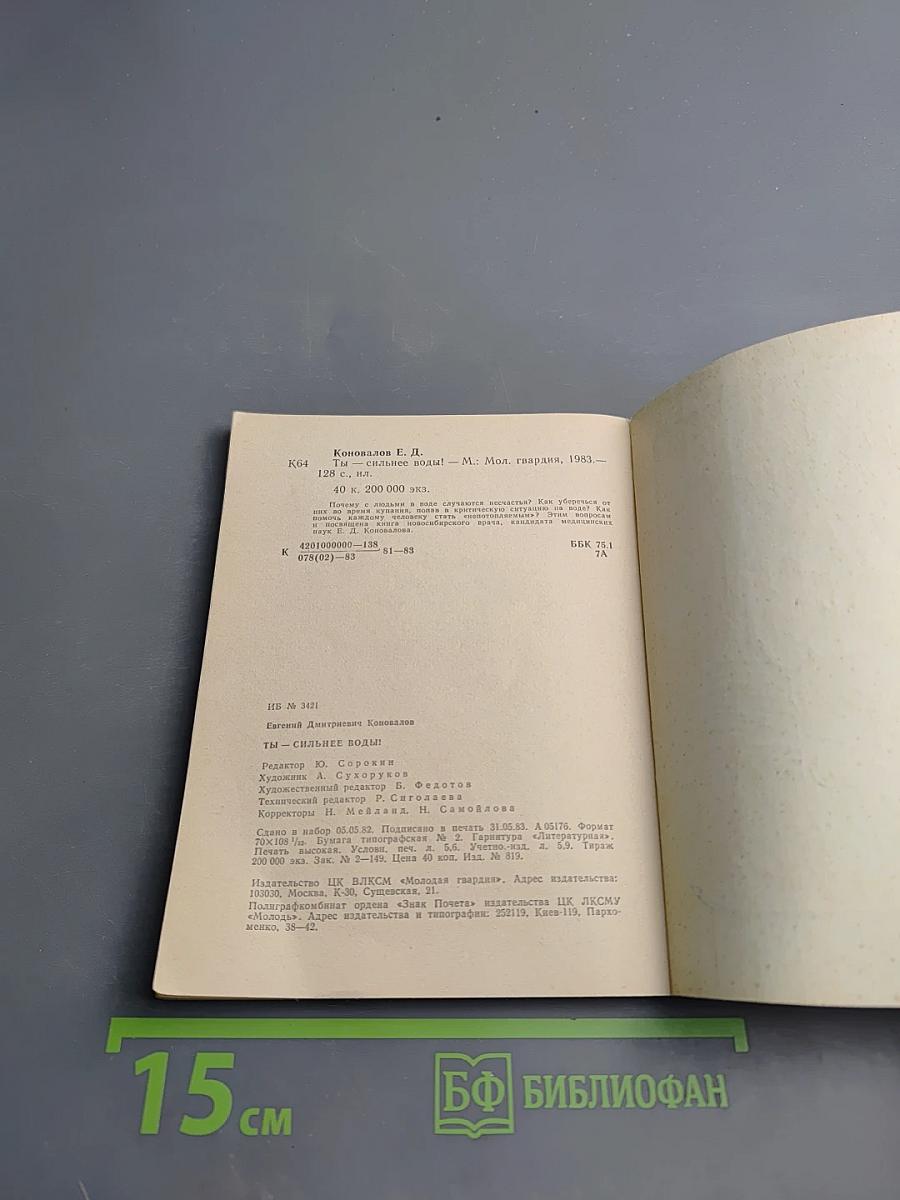 Коновалов Е. Д.
К64 Ты — сильнее воды! — М.: Мол. гвардия, 1983.—
128 с., ил.
40 к. 200 000 экз.
Почему с людьми в воде случаются несчастья? Как уберечься от
них во время купания, попав в критическую ситуацию на воде? Как
помочь каждому человеку стать «непотопляемым»? Этим вопросам
и посвящена книга новосибирского врача, кандидата медицинских
наук Е. Д. Коновалова.
К 4201000000—138 81—83 ББК 75.1
078(02)—83 7А
ИБ № 3421
Евгений Дмитриевич Коновалов
ТЫ — СИЛЬНЕЕ ВОДЫ!
Редактор Ю. Сорокин
Художник А. Сухоруков
Художественный редактор Б. Федотов
Технический редактор Р. Сиголаева
Корректоры Н. Мейланд, Н. Самойлова
Сдано в набор 05.05.82. Подписано в печать 31.05.83. А 05176. Формат
70×108 1/32. Бумага типографская № 2. Гарнитура «Литературная».
Печать высокая. Условн. печ. л. 5,6. Учетно.-изд. л. 5,9. Тираж
200 000 экз. Зак. № 2—149. Цена 40 коп. Изд. № 819.
Издательство ЦК ВЛКСМ «Молодая гвардия». Адрес издательства:
103030, Москва, К-30, Сущевская, 21.
Полиграфкомбинат ордена «Знак Почета» издательства ЦК ЛКСМУ
«Молодь». Адрес издательства и типографии: 252119, Киев-119, Пархо-
менко, 38—42.
15 см БФ БИБЛИОФАН